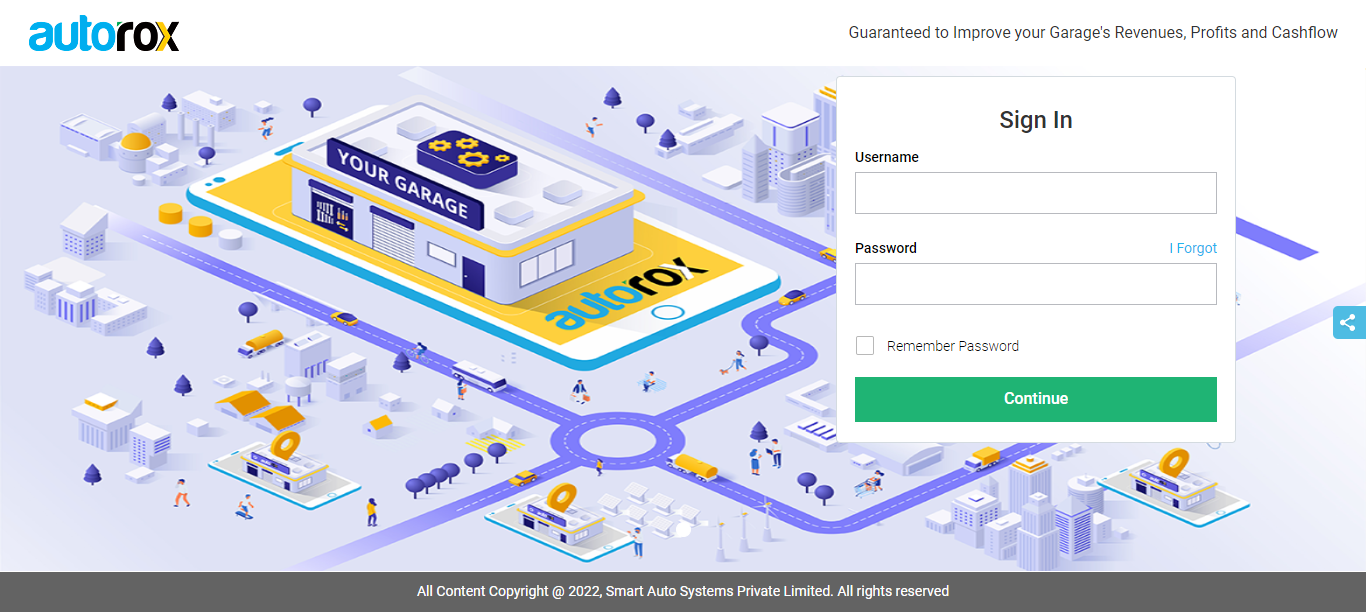 autorox
Guaranteed to Improve your Garage's Revenues, Profits and Cashflow
YOUR GARAGE
autorox
Sign In
Username
Password
I Forgot
Remember Password
Continue
All Content Copyright @ 2022, Smart Auto Systems Private Limited. All rights reserved